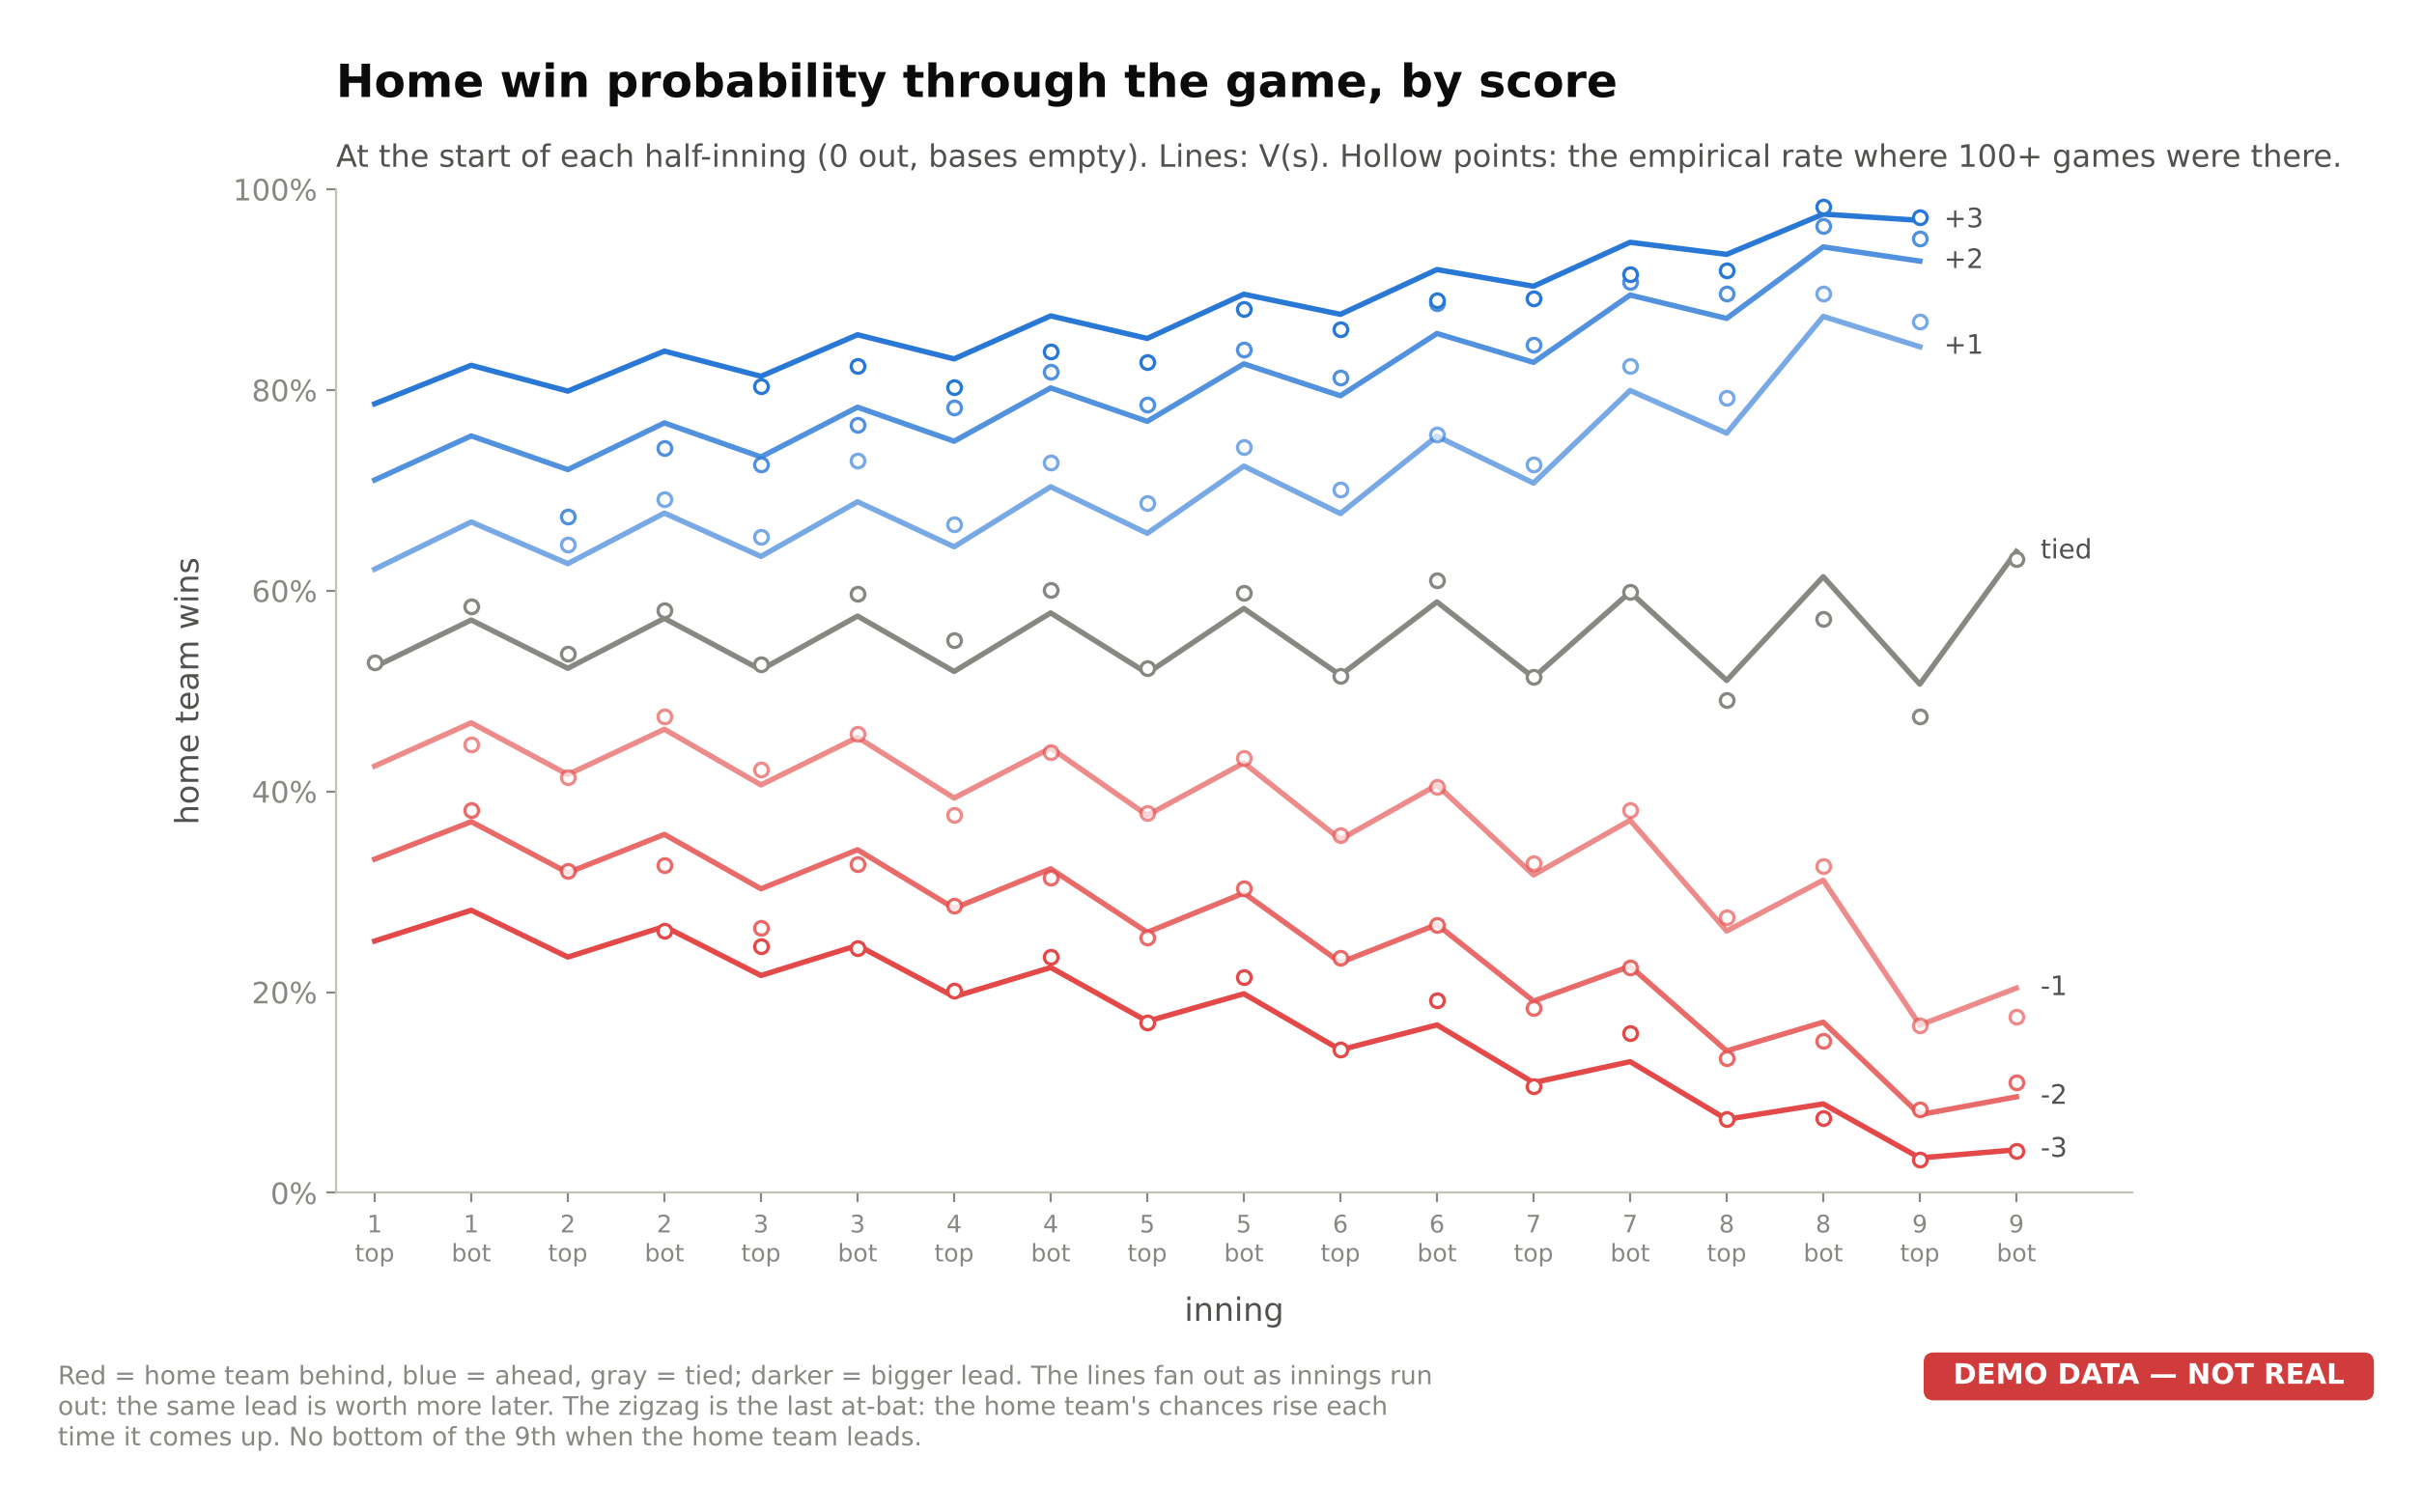 Home win probability through the game, by score
At the start of each half-inning (0 out, bases empty). Lines: V(s). Hollow points: the empirical rate where 100+ games were there.
100%
80%
60%
40%
20%
0%
home team wins
+3
+2
+1
tied
-1
-2
-3
1 1 2 2 3 3 4 4 5 5 6 6 7 7 8 8 9 9
top bot top bot top bot top bot top bot top bot top bot top bot top bot
inning
Red = home team behind, blue = ahead, gray = tied; darker = bigger lead. The lines fan out as innings run
out: the same lead is worth more later. The zigzag is the last at-bat: the home team's chances rise each
time it comes up. No bottom of the 9th when the home team leads.
DEMO DATA — NOT REAL